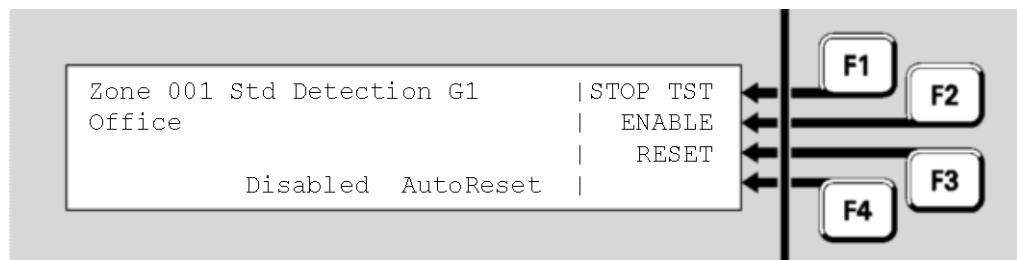 Zone 001 Std Detection G1 |STOP TST
Office | ENABLE
| RESET
Disabled AutoReset |
F1
F2
F3
F4